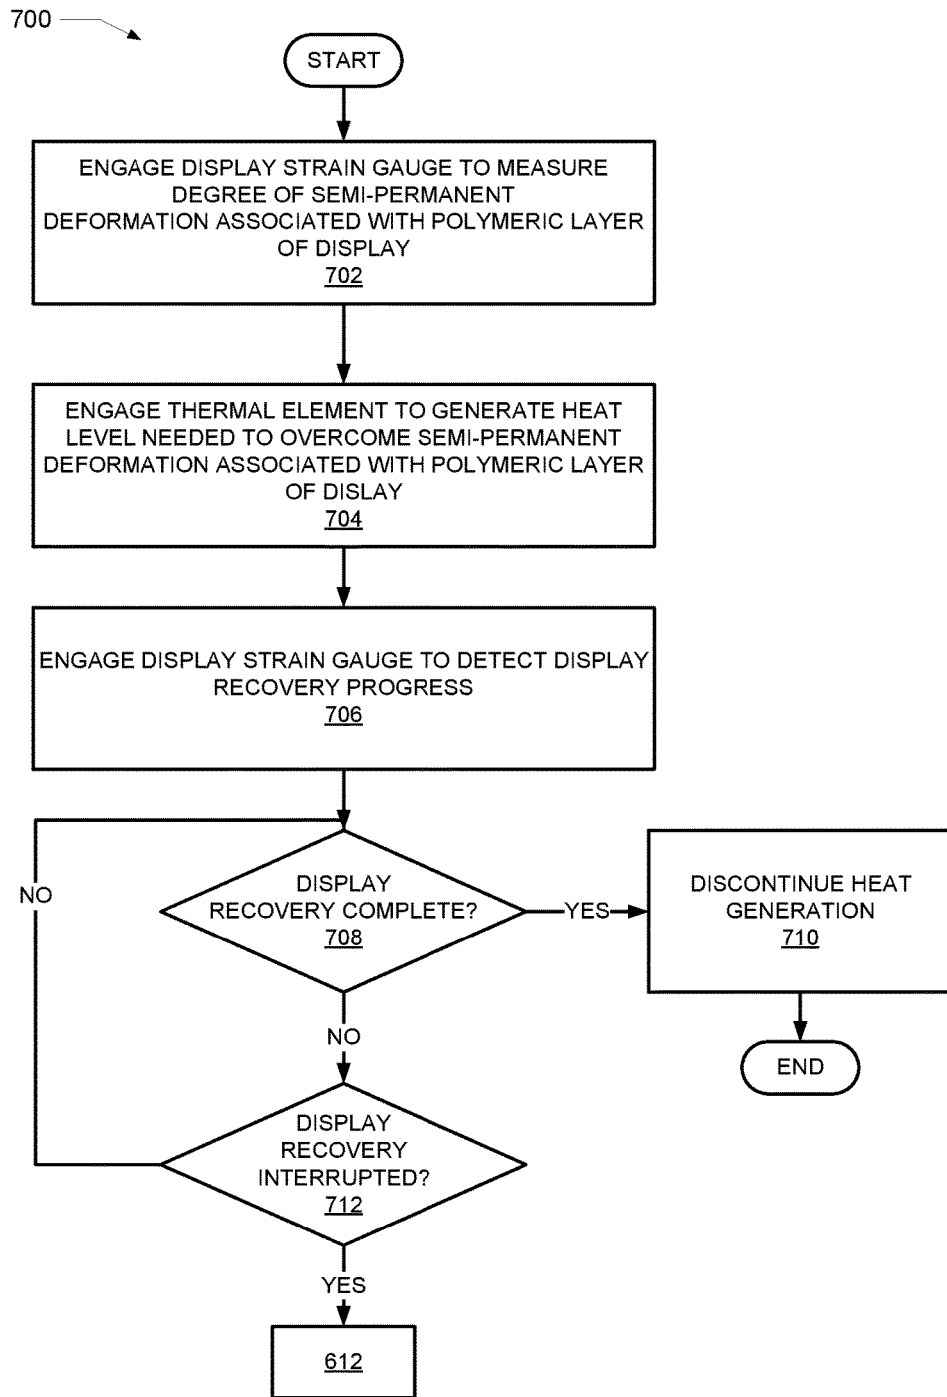 700
START
ENGAGE DISPLAY STRAIN GAUGE TO MEASURE
DEGREE OF SEMI-PERMANENT
DEFORMATION ASSOCIATED WITH POLYMERIC LAYER
OF DISPLAY
702
ENGAGE THERMAL ELEMENT TO GENERATE HEAT
LEVEL NEEDED TO OVERCOME SEMI-PERMANENT
DEFORMATION ASSOCIATED WITH POLYMERIC LAYER
OF DISLAY
704
ENGAGE DISPLAY STRAIN GAUGE TO DETECT DISPLAY
RECOVERY PROGRESS
706
DISPLAY
RECOVERY COMPLETE?
708
YES
DISCONTINUE HEAT
GENERATION
710
END
NO
NO
DISPLAY
RECOVERY
INTERRUPTED?
712
YES
612